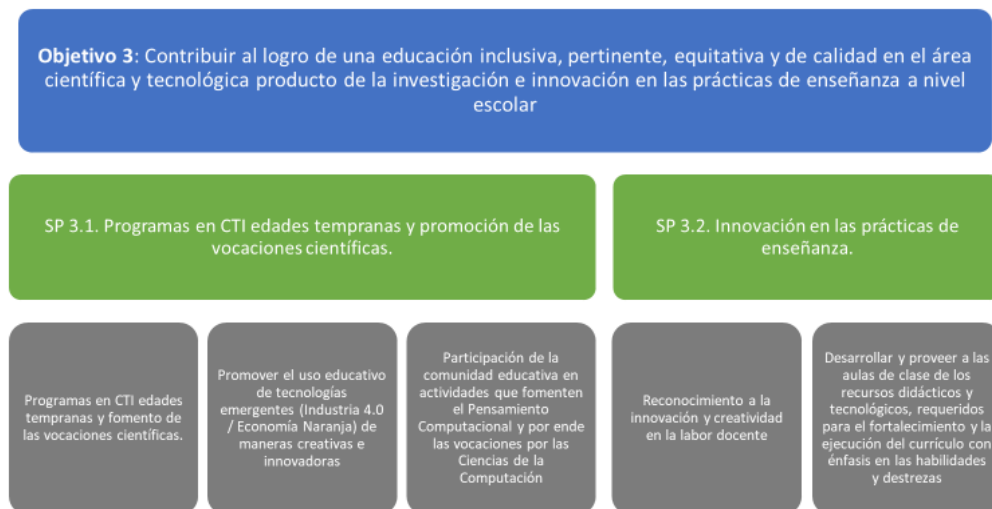 Objetivo 3: Contribuir al logro de una educación inclusiva, pertinente, equitativa y de calidad en el área
científica y tecnológica producto de la investigación e innovación en las prácticas de enseñanza a nivel
escolar
SP 3.1. Programas en CTI edades tempranas y promoción de las
vocaciones científicas.
SP 3.2. Innovación en las prácticas de
enseñanza.
Programas en CTI edades
tempranas y fomento de
las vocaciones científicas.
Promover el uso educativo
de tecnologías
emergentes (Industria 4.0
/ Economía Naranja) de
maneras creativas e
innovadoras
Participación de la
comunidad educativa en
actividades que fomenten
el Pensamiento
Computacional y por ende
las vocaciones por las
Ciencias de la
Computación
Reconocimiento a la
innovación y creatividad
en la labor docente
Desarrollar y proveer a las
aulas de clase de los
recursos didácticos y
tecnológicos, requeridos
para el fortalecimiento y la
ejecución del currículo con
énfasis en las habilidades
y destrezas